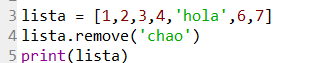 3 lista = [1,2,3,4,'hola',6,7]
4 lista.remove('chao')
5 print(lista)